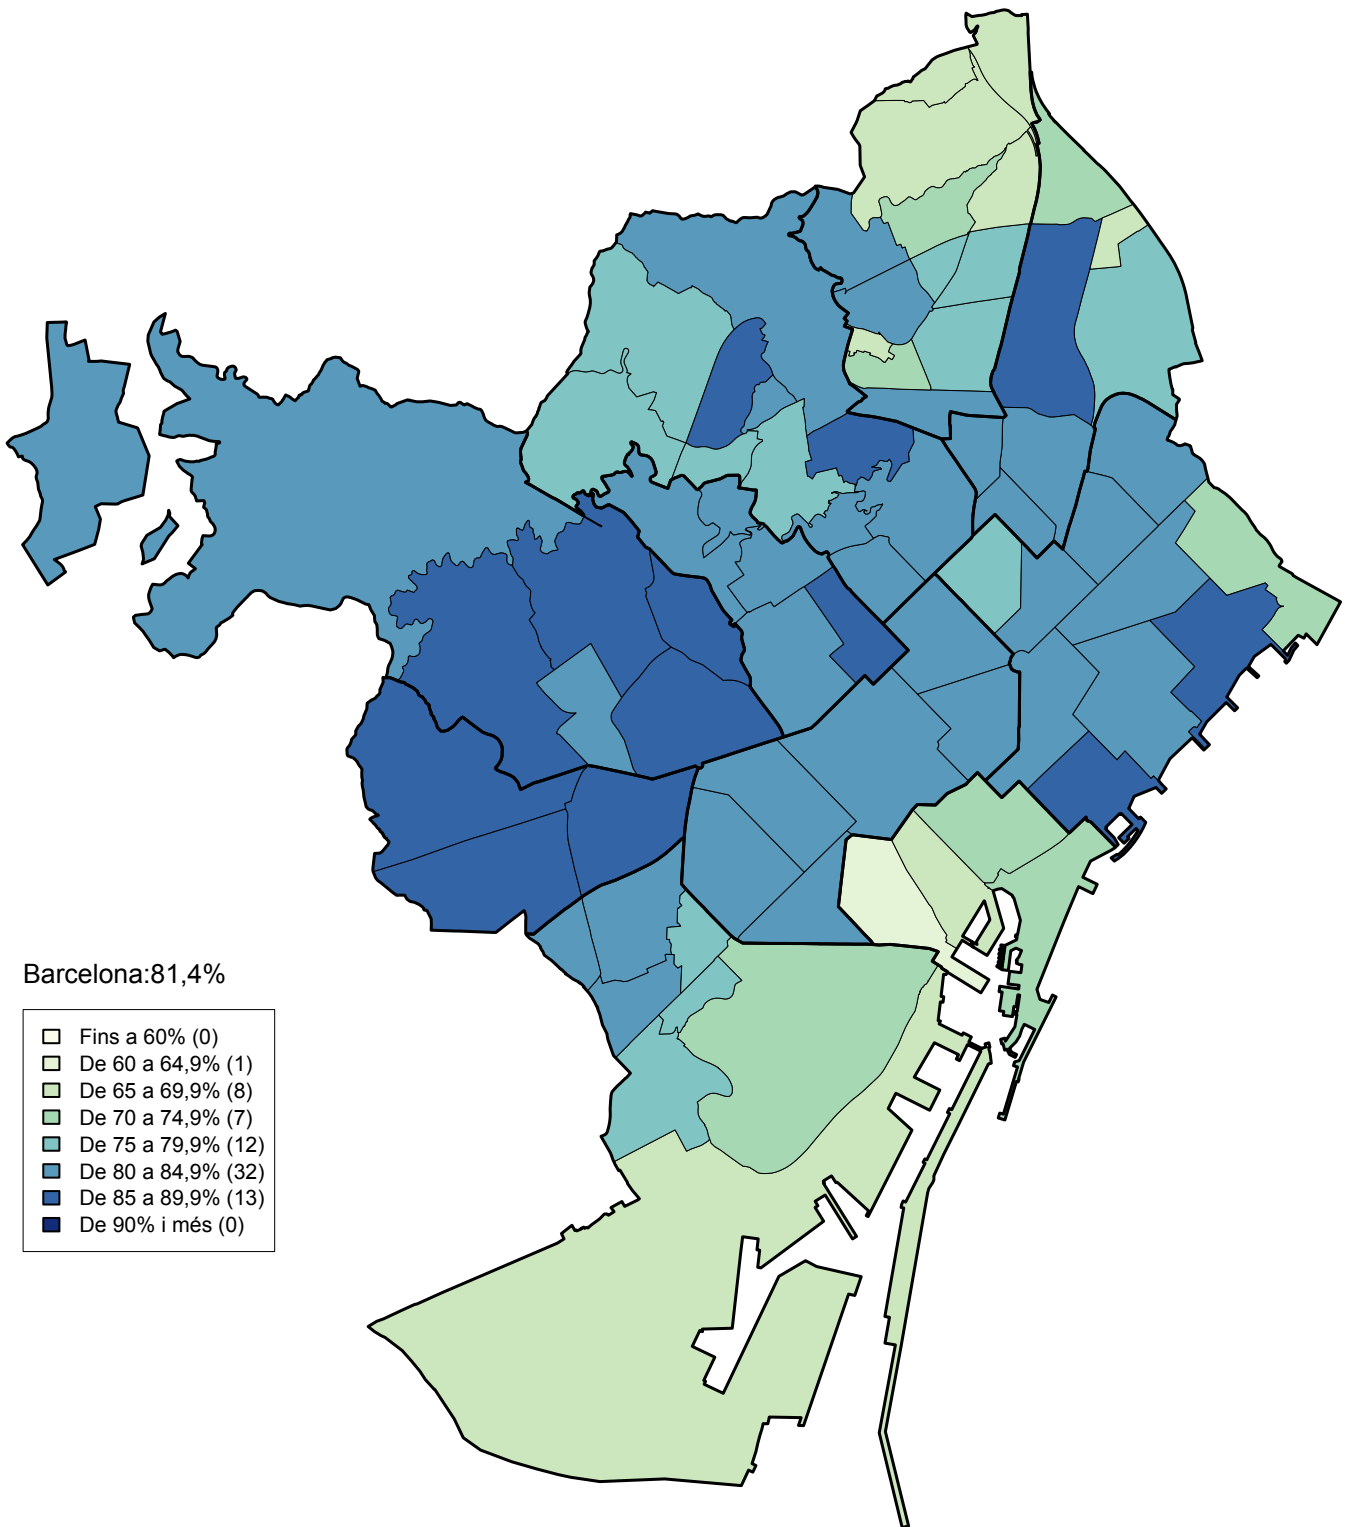 Barcelona:81,4%
Fins a 60% (0)
De 60 a 64,9% (1)
De 65 a 69,9% (8)
De 70 a 74,9% (7)
De 75 a 79,9% (12)
De 80 a 84,9% (32)
De 85 a 89,9% (13)
De 90% i més (0)